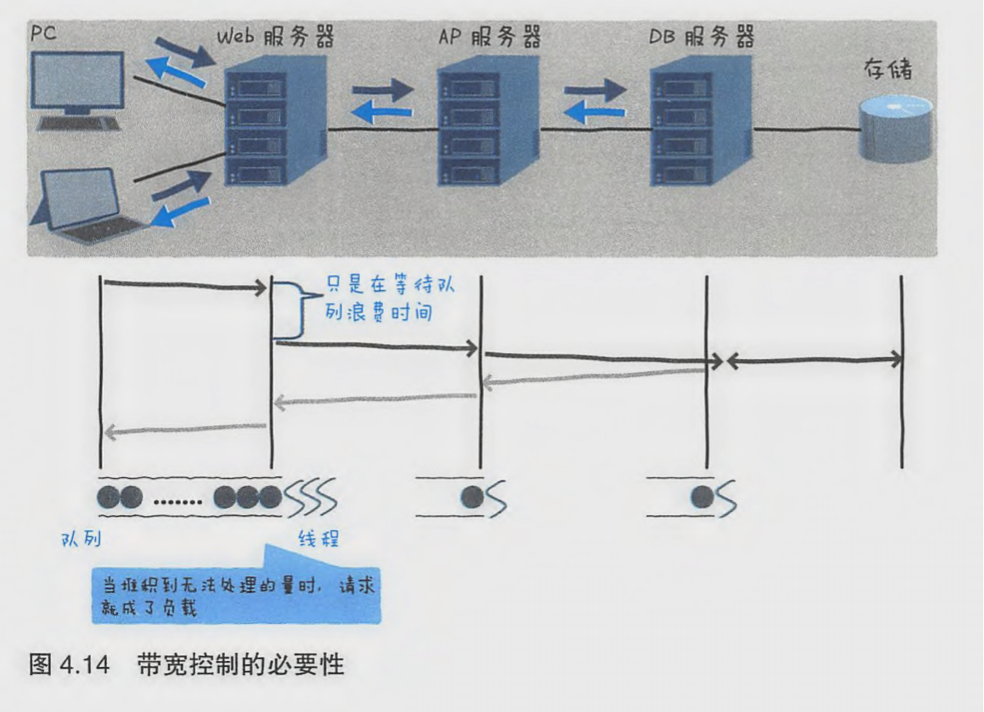 PC
Web 服务器
AP 服务器
DB 服务器
存储
只是在等待队
列浪费时间
队列
线程
当堆积到无法处理的量时，请求
就成了负载
图 4.14 带宽控制的必要性